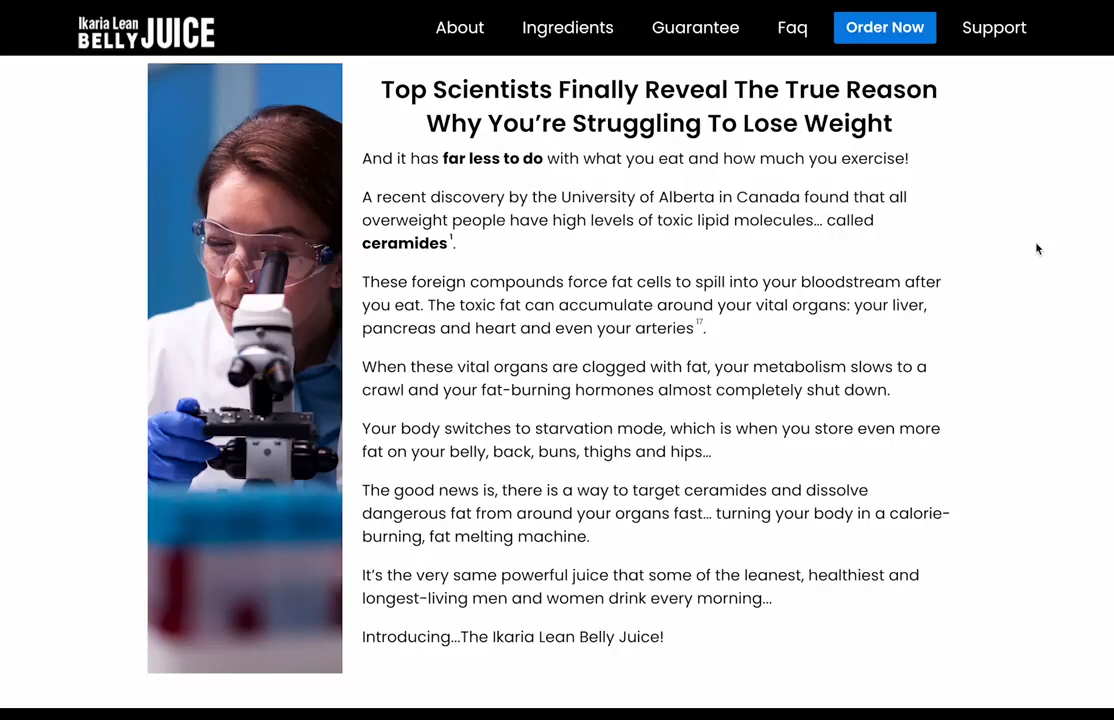 Ikaria Lean
BELLY JUICE
About Ingredients Guarantee Faq Order Now Support
Top Scientists Finally Reveal The True Reason
Why You’re Struggling To Lose Weight
And it has far less to do with what you eat and how much you exercise!
A recent discovery by the University of Alberta in Canada found that all
overweight people have high levels of toxic lipid molecules… called
ceramides¹.
These foreign compounds force fat cells to spill into your bloodstream after
you eat. The toxic fat can accumulate around your vital organs: your liver,
pancreas and heart and even your arteries¹⁷.
When these vital organs are clogged with fat, your metabolism slows to a
crawl and your fat-burning hormones almost completely shut down.
Your body switches to starvation mode, which is when you store even more
fat on your belly, back, buns, thighs and hips…
The good news is, there is a way to target ceramides and dissolve
dangerous fat from around your organs fast… turning your body in a calorie-
burning, fat melting machine.
It’s the very same powerful juice that some of the leanest, healthiest and
longest-living men and women drink every morning…
Introducing…The Ikaria Lean Belly Juice!